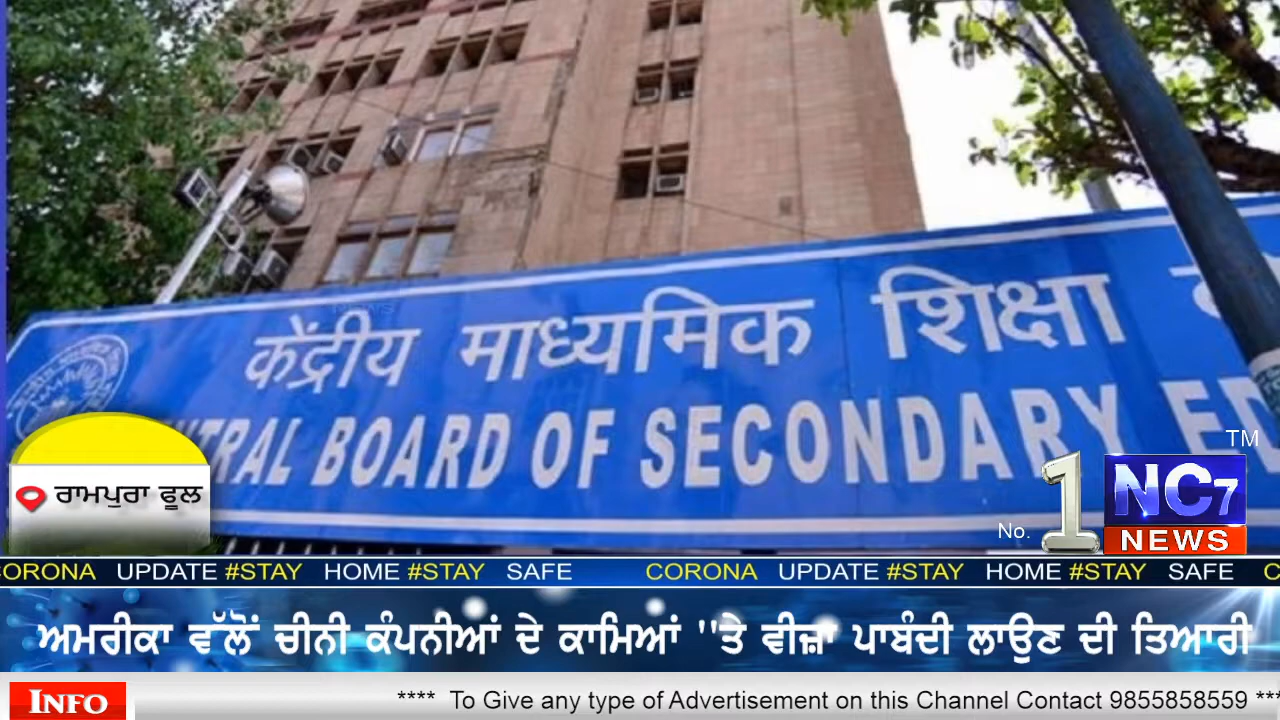 केंद्रीय माध्यमिक शिक्षा
CENTRAL BOARD OF SECONDARY ED
ਰਾਮਪੁਰਾ ਫੂਲ
TM
No. 1 NC7
NEWS
CORONA UPDATE #STAY HOME #STAY SAFE CORONA UPDATE #STAY HOME #STAY SAFE C
ਅਮਰੀਕਾ ਵੱਲੋਂ ਚੀਨੀ ਕੰਪਨੀਆਂ ਦੇ ਕਾਮਿਆਂ ''ਤੇ ਵੀਜ਼ਾ ਪਾਬੰਦੀ ਲਾਉਣ ਦੀ ਤਿਆਰੀ
INFO **** To Give any type of Advertisement on this Channel Contact 9855858559 ***